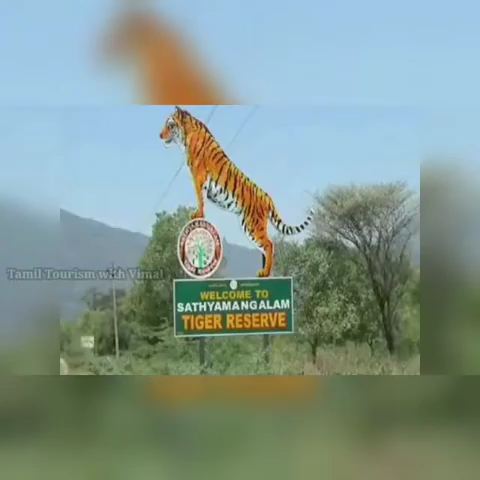 Tamil Tourism with Vimal
WELCOME TO
SATHYAMANGALAM
TIGER RESERVE